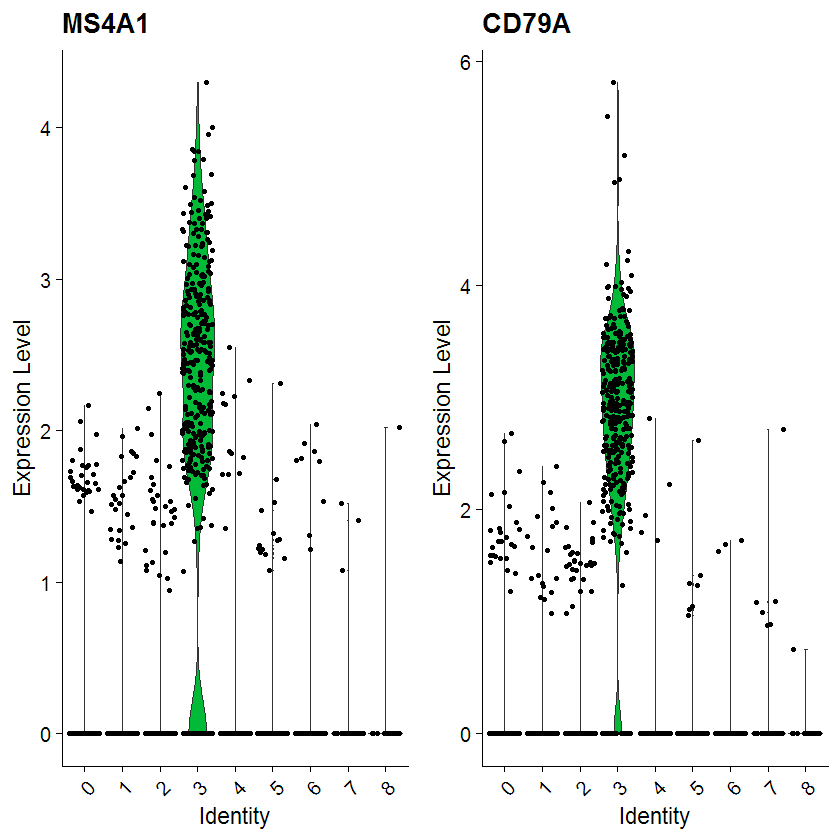 MS4A1
Expression Level
4
3
2
1
0
0 1 2 3 4 5 6 7 8
Identity
CD79A
Expression Level
6
4
2
0
0 1 2 3 4 5 6 7 8
Identity